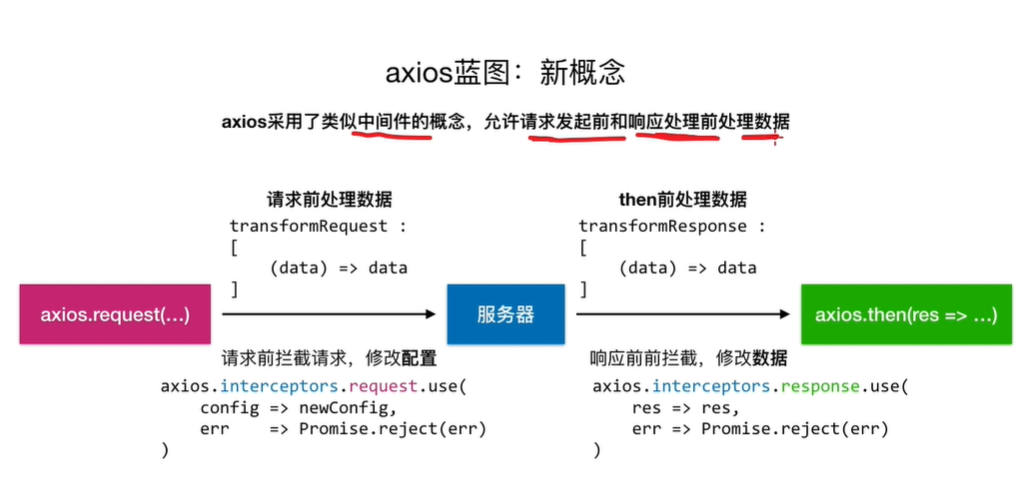 axios蓝图：新概念
axios采用了类似中间件的概念，允许请求发起前和响应处理前处理数据
请求前处理数据
transformRequest :
[
(data) => data
]
then前处理数据
transformResponse :
[
(data) => data
]
axios.request(...)
服务器
axios.then(res => ...)
请求前拦截请求，修改配置
axios.interceptors.request.use(
config => newConfig,
err => Promise.reject(err)
)
响应前前拦截，修改数据
axios.interceptors.response.use(
res => res,
err => Promise.reject(err)
)